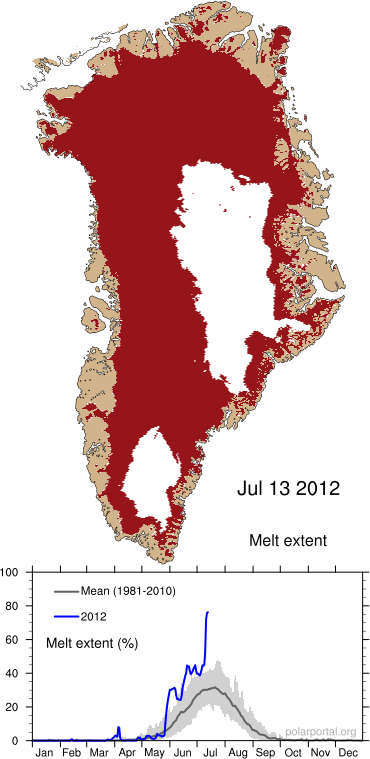 Jul 13 2012
Melt extent
100
Mean (1981-2010)
80
2012
Melt extent (%)
60
40
20
polarportal.org
0
Jan Feb Mar Apr May Jun Jul Aug Sep Oct Nov Dec